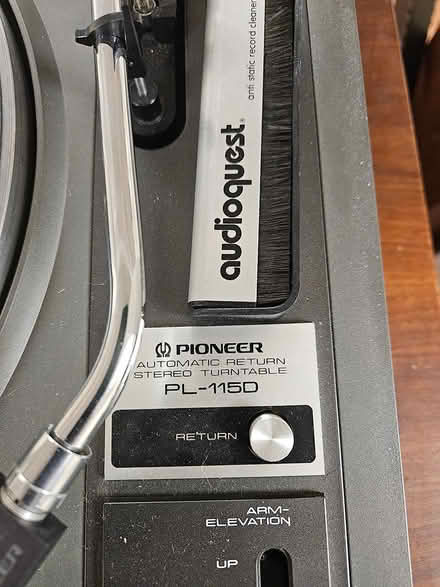 anti static record cleaner
audioquest®
PIONEER
AUTOMATIC RETURN
STEREO TURNTABLE
PL-115D
RETURN
ARM-
ELEVATION
UP